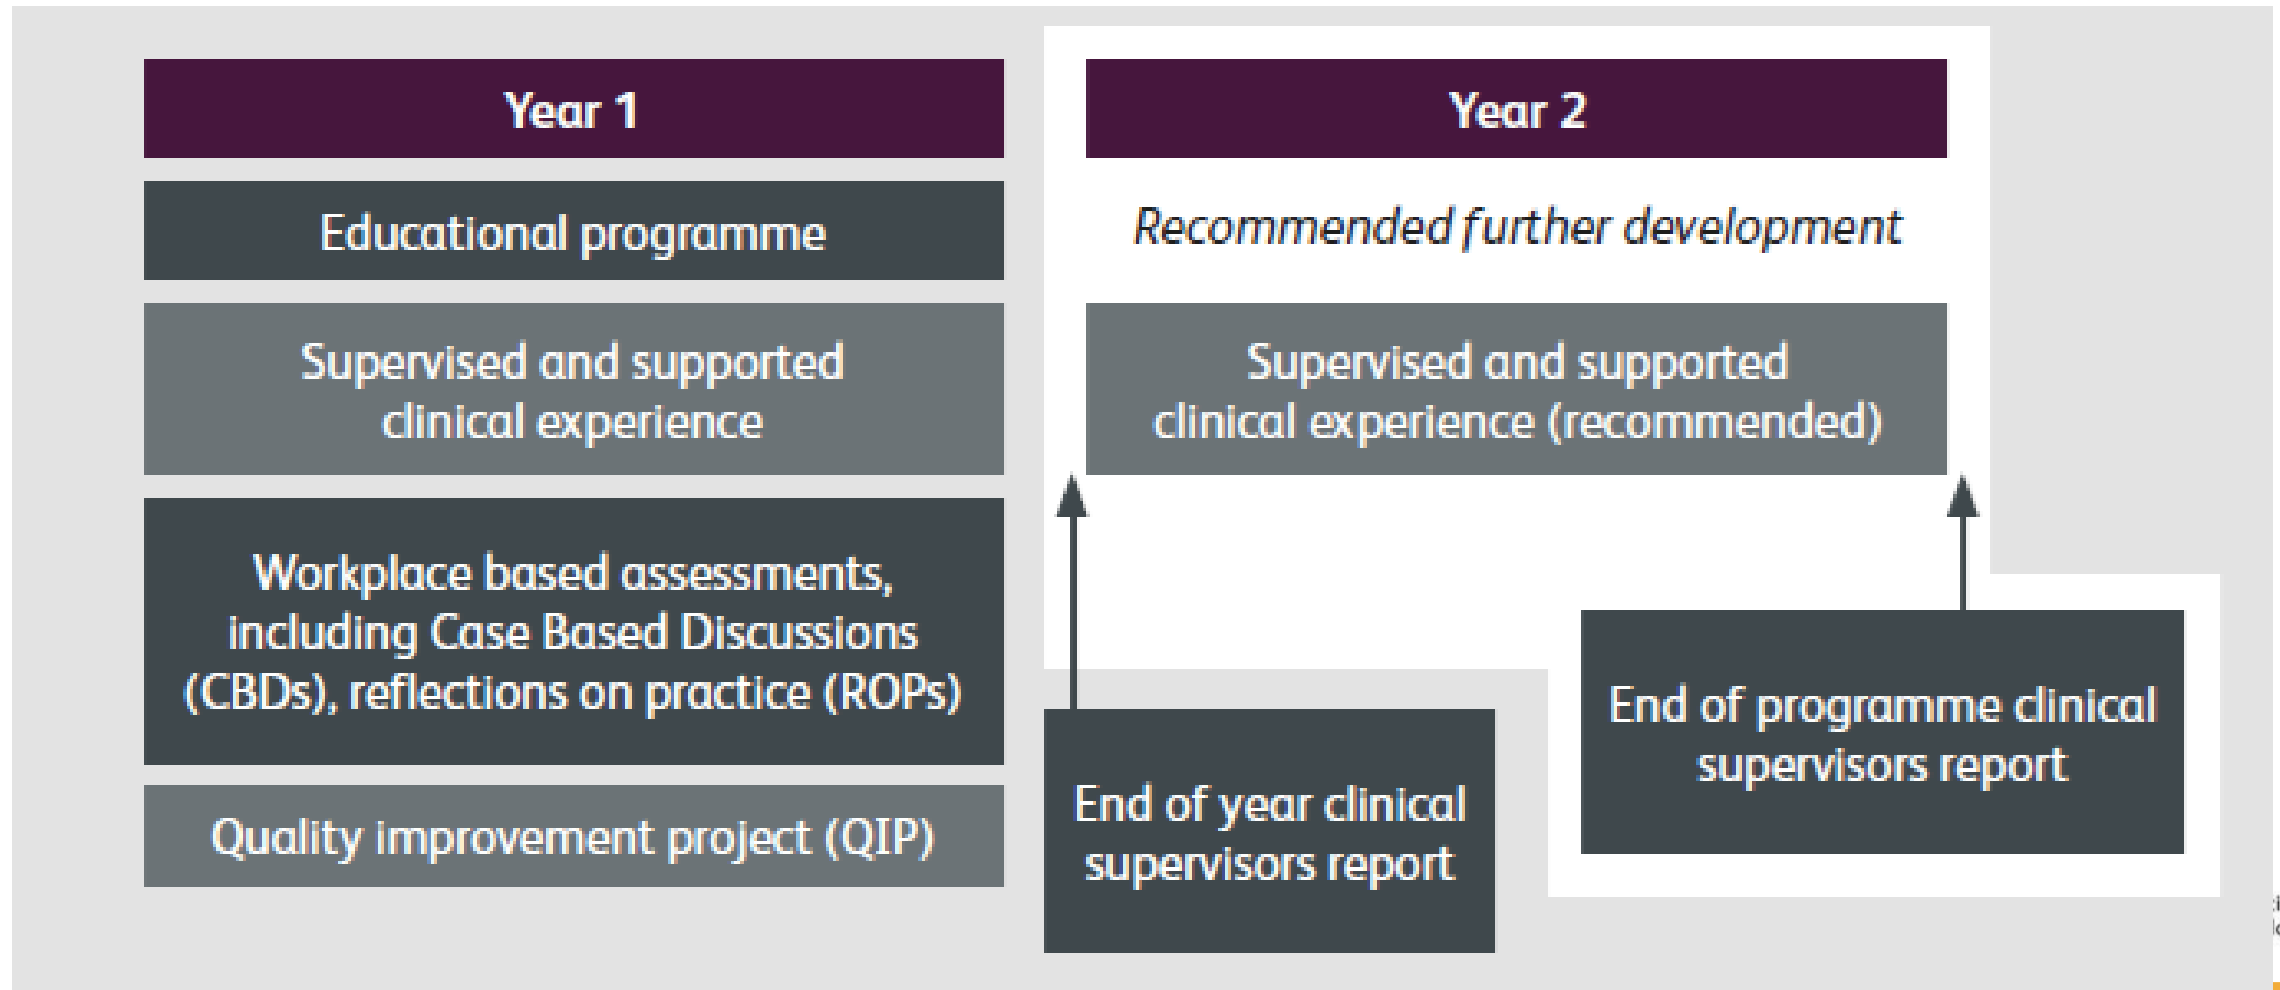 Year 1
Educational programme
Supervised and supported
clinical experience
Workplace based assessments,
including Case Based Discussions
(CBDs), reflections on practice (ROPs)
Quality improvement project (QIP)
Year 2
Recommended further development
Supervised and supported
clinical experience (recommended)
End of year clinical
supervisors report
End of programme clinical
supervisors report